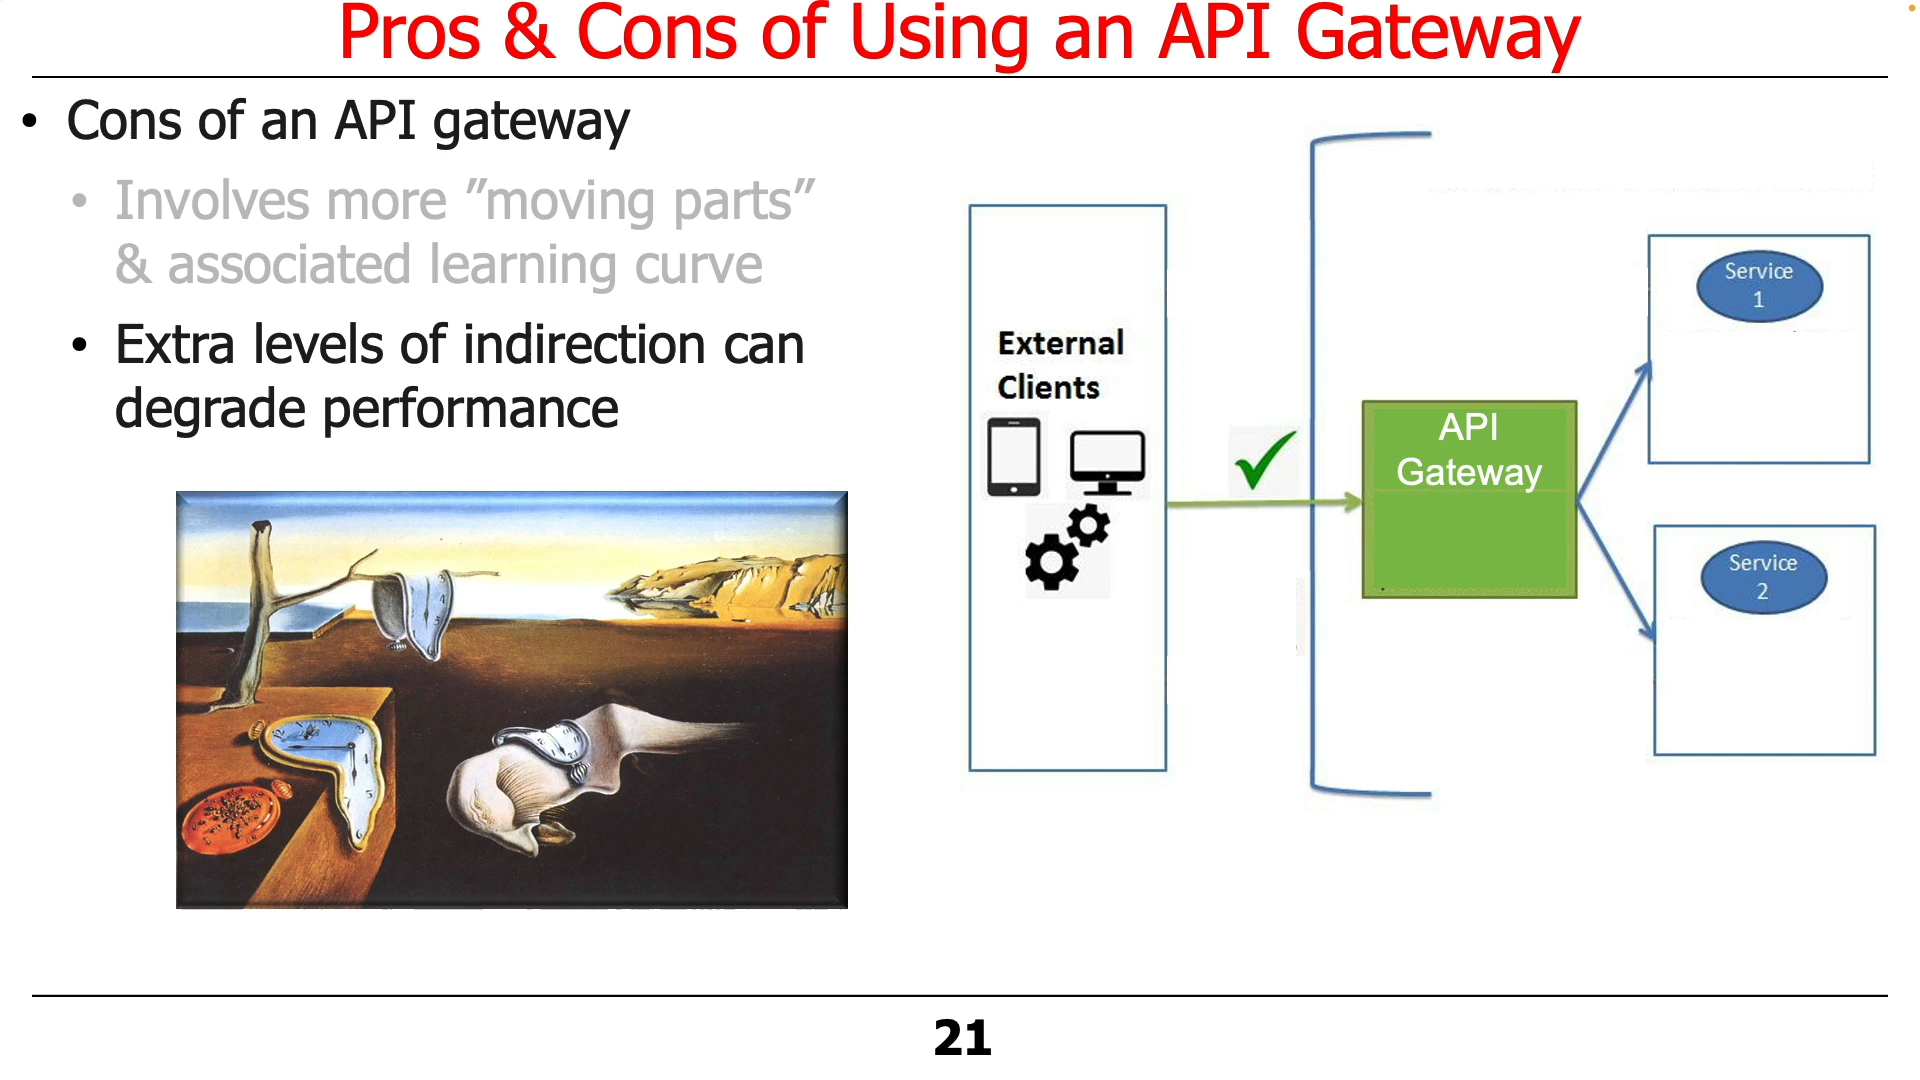 Pros & Cons of Using an API Gateway
• Cons of an API gateway
• Involves more ”moving parts”
& associated learning curve
• Extra levels of indirection can
degrade performance
External
Clients
API
Gateway
Service
1
Service
2
21